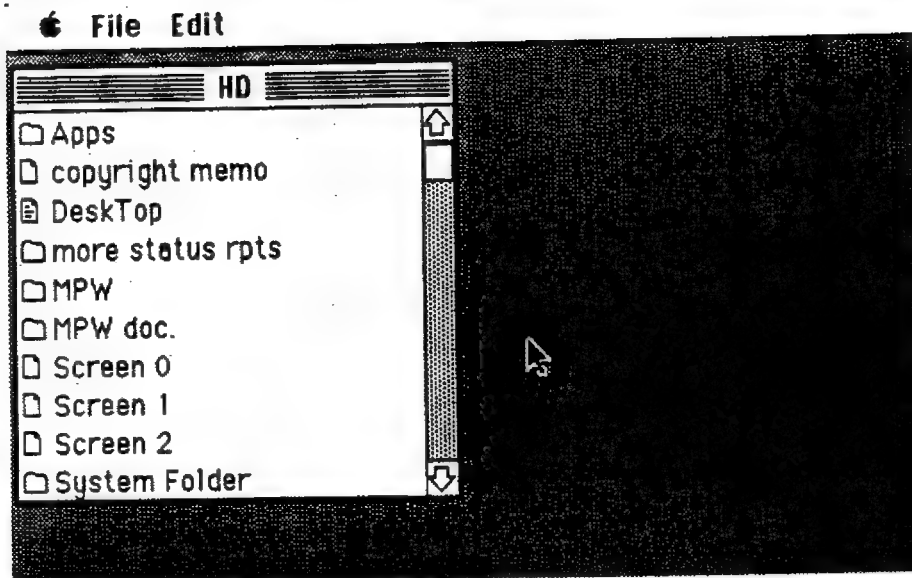 File Edit
HD
Apps
copyright memo
DeskTop
more status rpts
MPW
MPW doc.
Screen 0
Screen 1
Screen 2
System Folder